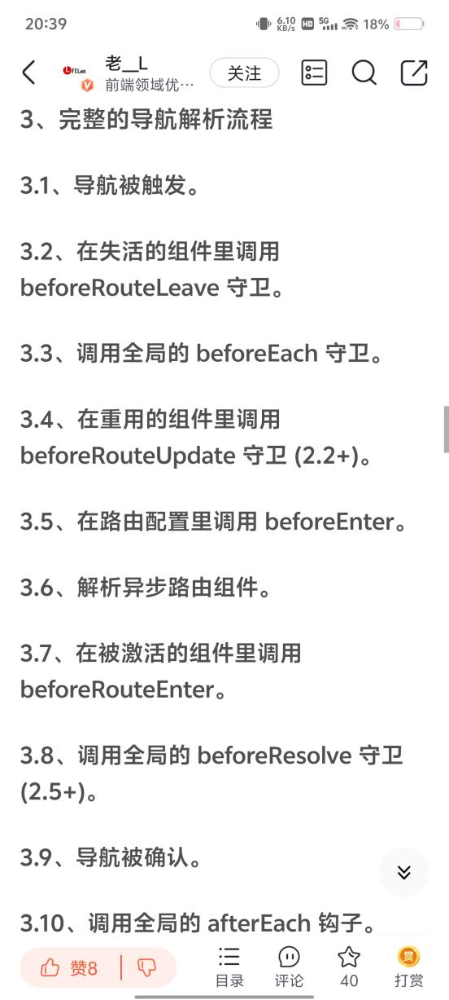 20:39
6.10 KB/s HD 5G 18%
老__L
前端领域优…
关注
3、完整的导航解析流程
3.1、导航被触发。
3.2、在失活的组件里调用
beforeRouteLeave 守卫。
3.3、调用全局的 beforeEach 守卫。
3.4、在重用的组件里调用
beforeRouteUpdate 守卫 (2.2+)。
3.5、在路由配置里调用 beforeEnter。
3.6、解析异步路由组件。
3.7、在被激活的组件里调用
beforeRouteEnter。
3.8、调用全局的 beforeResolve 守卫
(2.5+)。
3.9、导航被确认。
3.10、调用全局的 afterEach 钩子。
赞8
目录
评论
40
赏
打赏